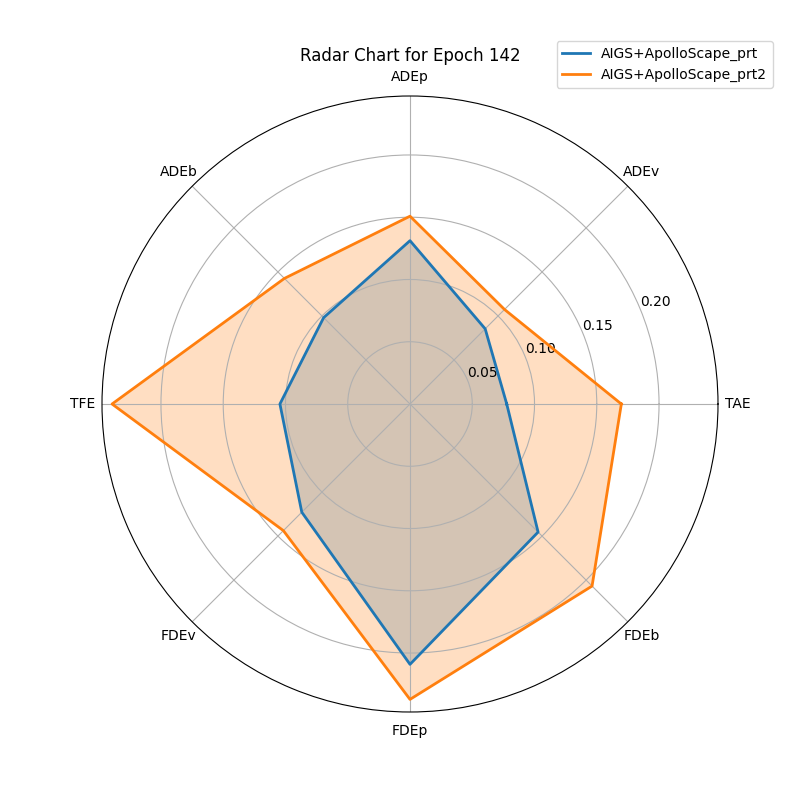 Radar Chart for Epoch 142
AIGS+ApolloScape_prt
AIGS+ApolloScape_prt2
ADEp
ADEb
ADEv
0.20
0.15
0.10
0.05
TFE
TAE
FDEv
FDEb
FDEp